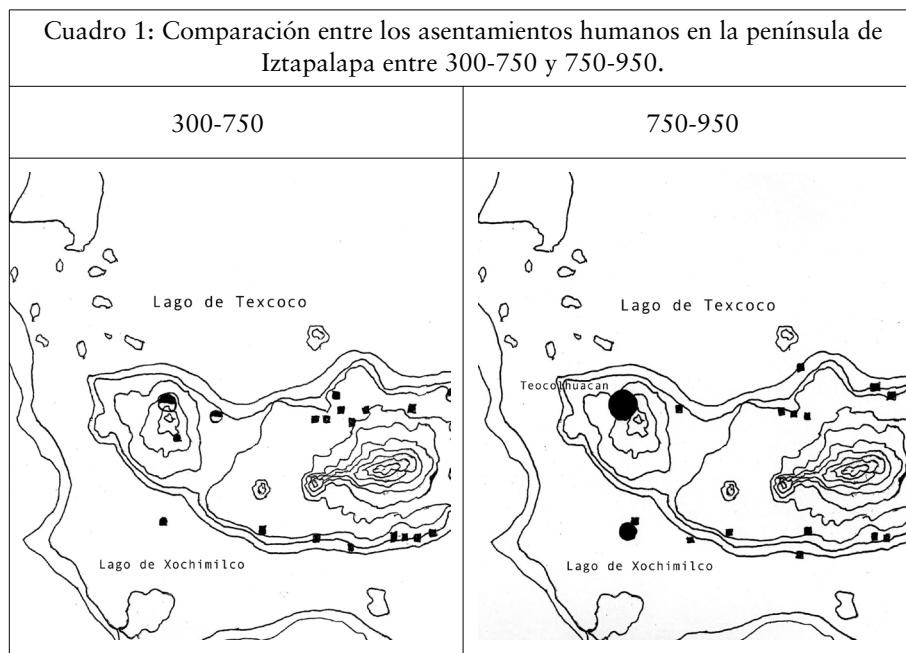 Cuadro 1: Comparación entre los asentamientos humanos en la península de
Iztapalapa entre 300-750 y 750-950.
300-750
750-950
Lago de Texcoco
Lago de Xochimilco
Lago de Texcoco
Teocolhuacan
Lago de Xochimilco